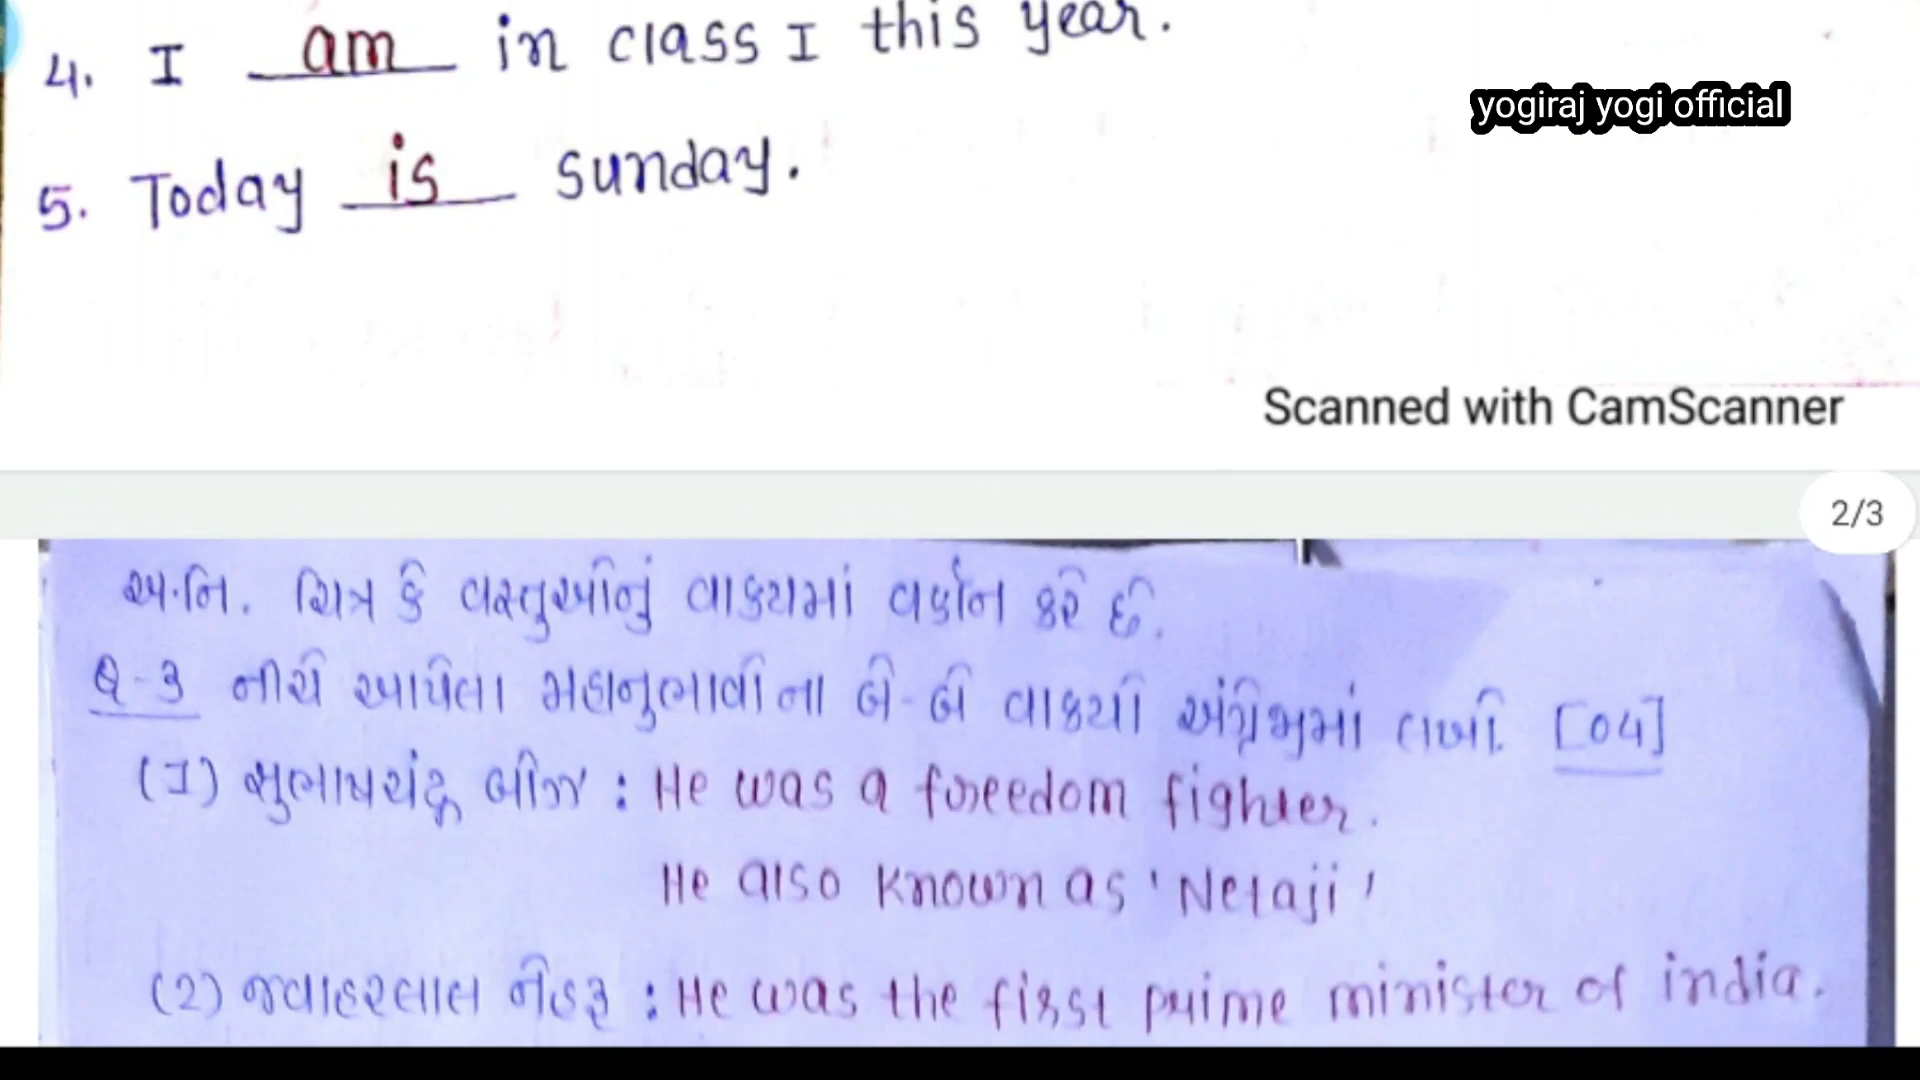 4. I am in class I this year.
yogiraj yogi official
5. Today is sunday.
Scanned with CamScanner
2/3
અ.નિ. ચિત્ર કે વસ્તુઓનું વાક્યમાં વર્ણન કરે છે.
Q-3 નીચે આપેલા મહાનુભાવોના બે-બે વાક્યો અંગ્રેજીમાં લખો. [04]
(1) સુભાષચંદ્ર બોઝ : He was a freedom fighter.
He also known as 'Netaji'
(2) જવાહરલાલ નેહરૂ : He was the first prime minister of india.